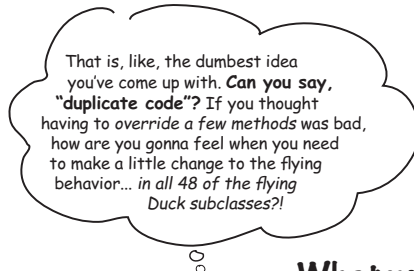 That is, like, the dumbest idea
you've come up with. Can you say,
"duplicate code"? If you thought
having to override a few methods was bad,
how are you gonna feel when you need
to make a little change to the flying
behavior... in all 48 of the flying
Duck subclasses?!